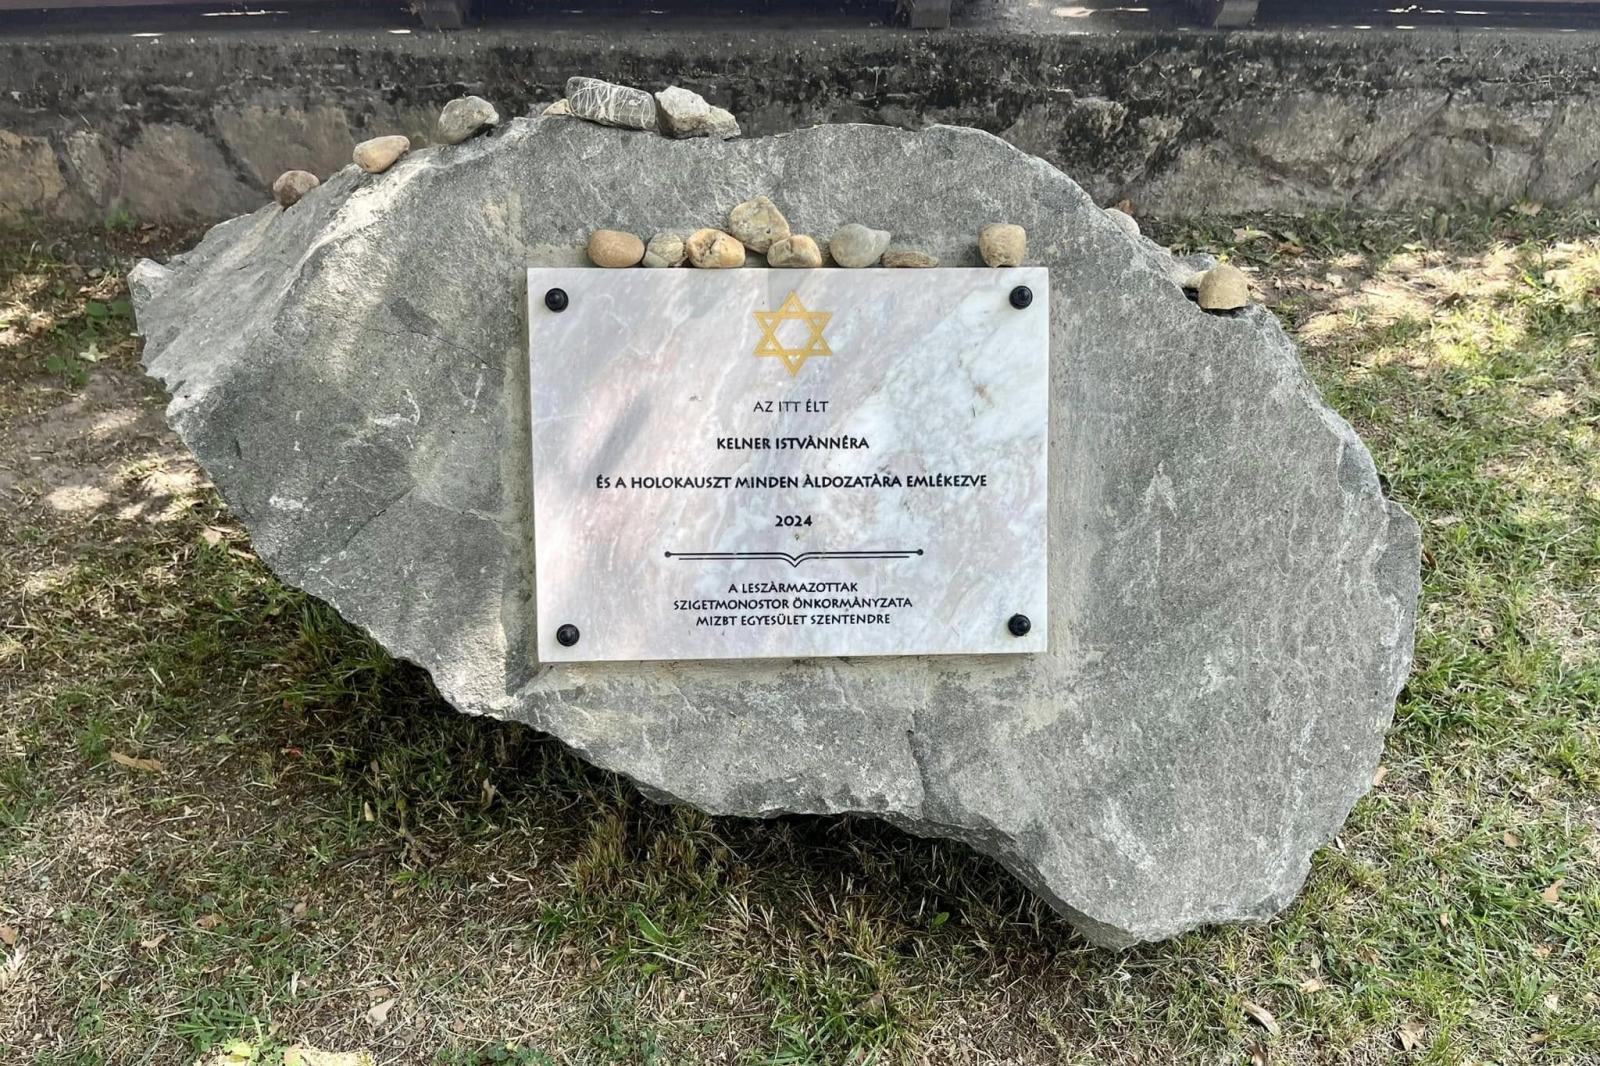 AZ ITT ÉLT
KELNER ISTVÀNNÉRA
ÉS A HOLOKAUSZT MINDEN ÀLDOZATÀRA EMLÉKEZVE
2024
A LESZÀRMAZOTTAK
SZIGETMONOSTOR ÖNKORMÀNYZATA
MIZBT EGYESÜLET SZENTENDRE